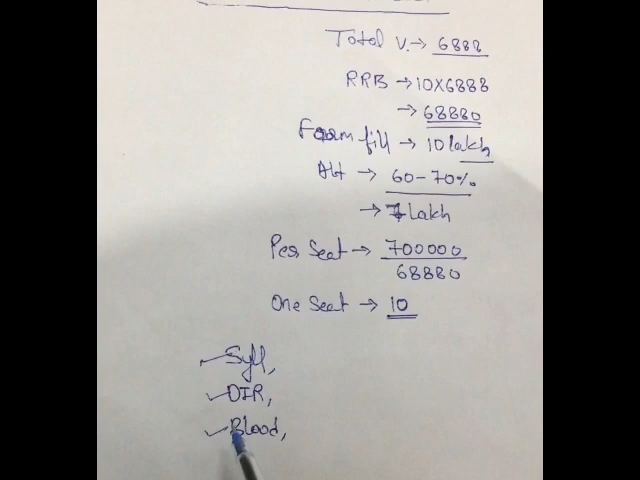 Total V. → 6888
RRB → 10X6888
→ 68880
Foam fill → 10 lakh
Att → 60-70%
→ 7 Lakh
Per Seat → 700000
68880
One Seat → 10
Syll,
DIR,
Blood,